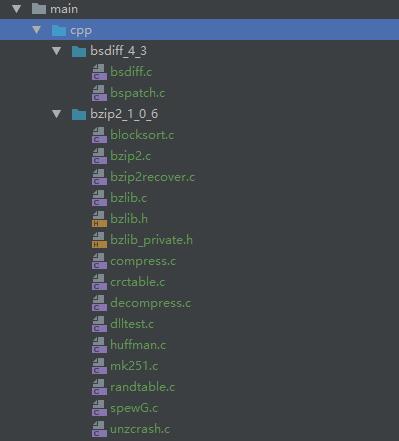 main
cpp
bsdiff_4_3
bsdiff.c
bspatch.c
bzip2_1_0_6
blocksort.c
bzip2.c
bzip2recover.c
bzlib.c
bzlib.h
bzlib_private.h
compress.c
crctable.c
decompress.c
dlltest.c
huffman.c
mk251.c
randtable.c
spewG.c
unzcrash.c